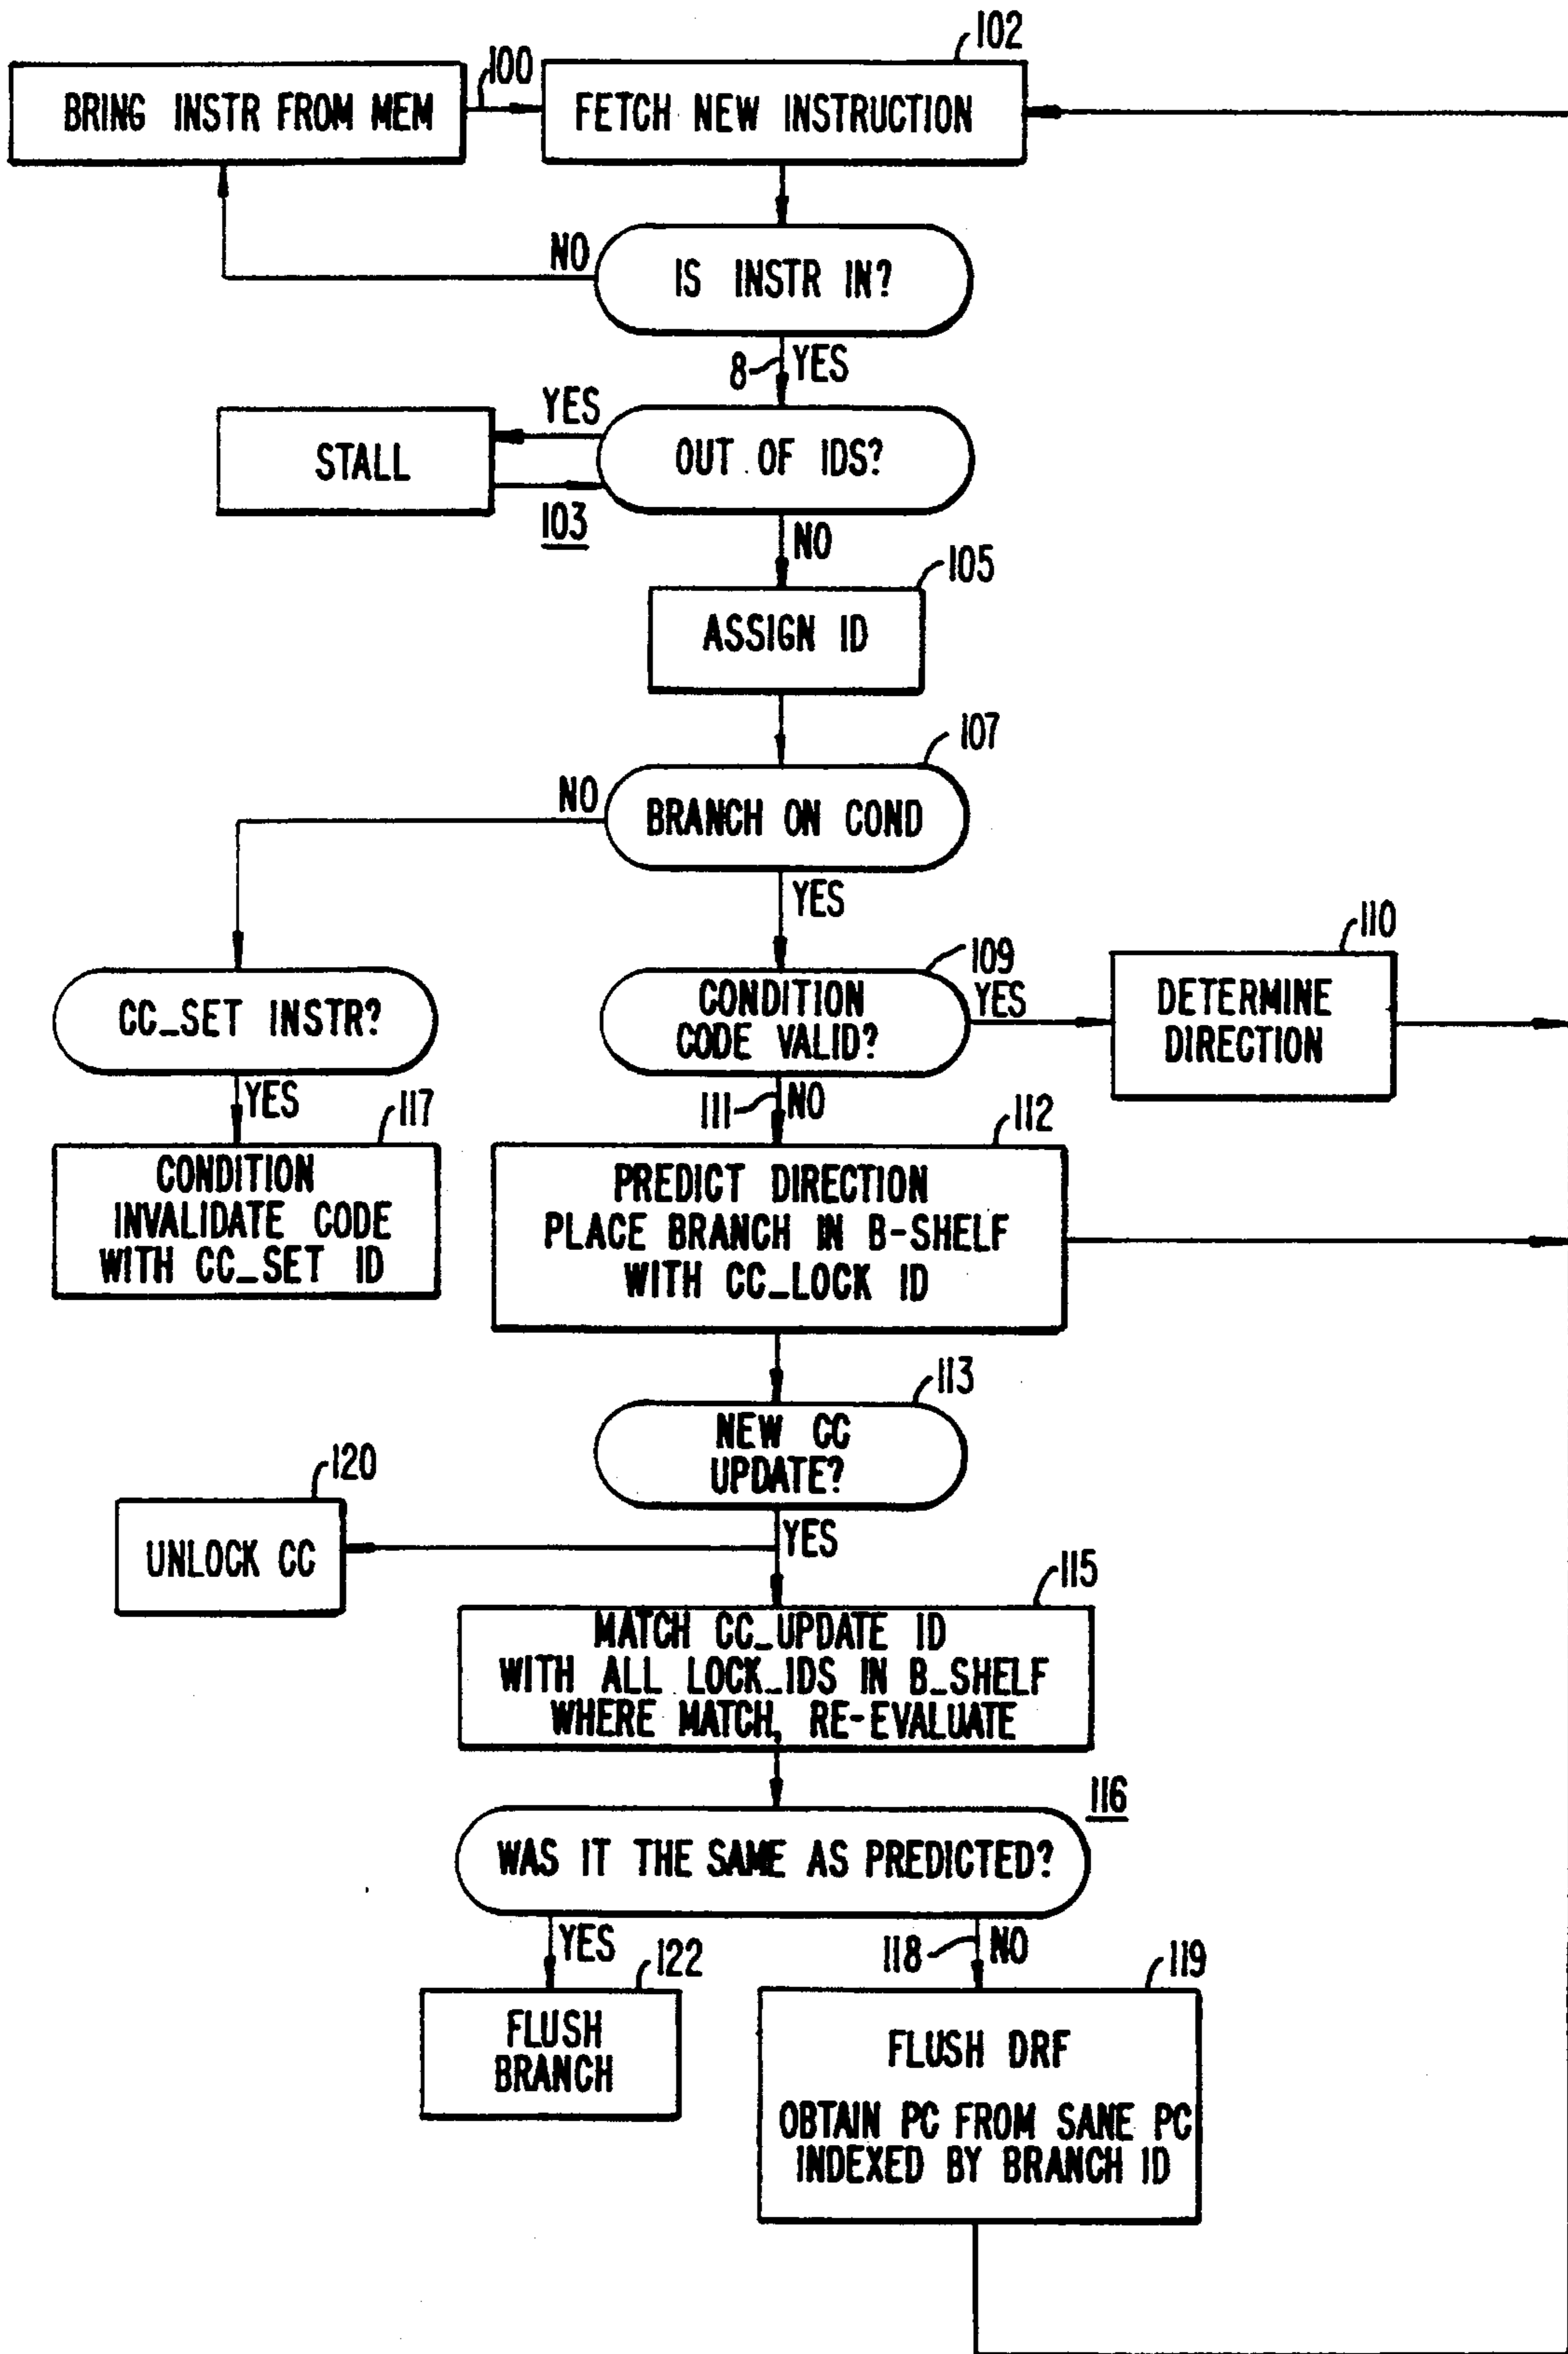 102
100
BRING INSTR FROM MEM
FETCH NEW INSTRUCTION
NO
IS INSTR IN?
8
YES
YES
STALL
OUT OF IDS?
103
NO
105
ASSIGN ID
107
NO
BRANCH ON COND
YES
110
109
CC_SET INSTR?
CONDITION
CODE VALID?
YES
DETERMINE
DIRECTION
YES
117
111
NO
112
CONDITION
INVALIDATE CODE
WITH CC_SET ID
PREDICT DIRECTION
PLACE BRANCH IN B-SHELF
WITH CC_LOCK ID
113
NEW CC
UPDATE?
120
YES
UNLOCK CC
115
MATCH CC_UPDATE ID
WITH ALL LOCK_IDS IN B_SHELF
WHERE MATCH, RE-EVALUATE
116
WAS IT THE SAME AS PREDICTED?
YES
122
118
NO
119
FLUSH
BRANCH
FLUSH DRF
OBTAIN PC FROM SANE PC
INDEXED BY BRANCH ID